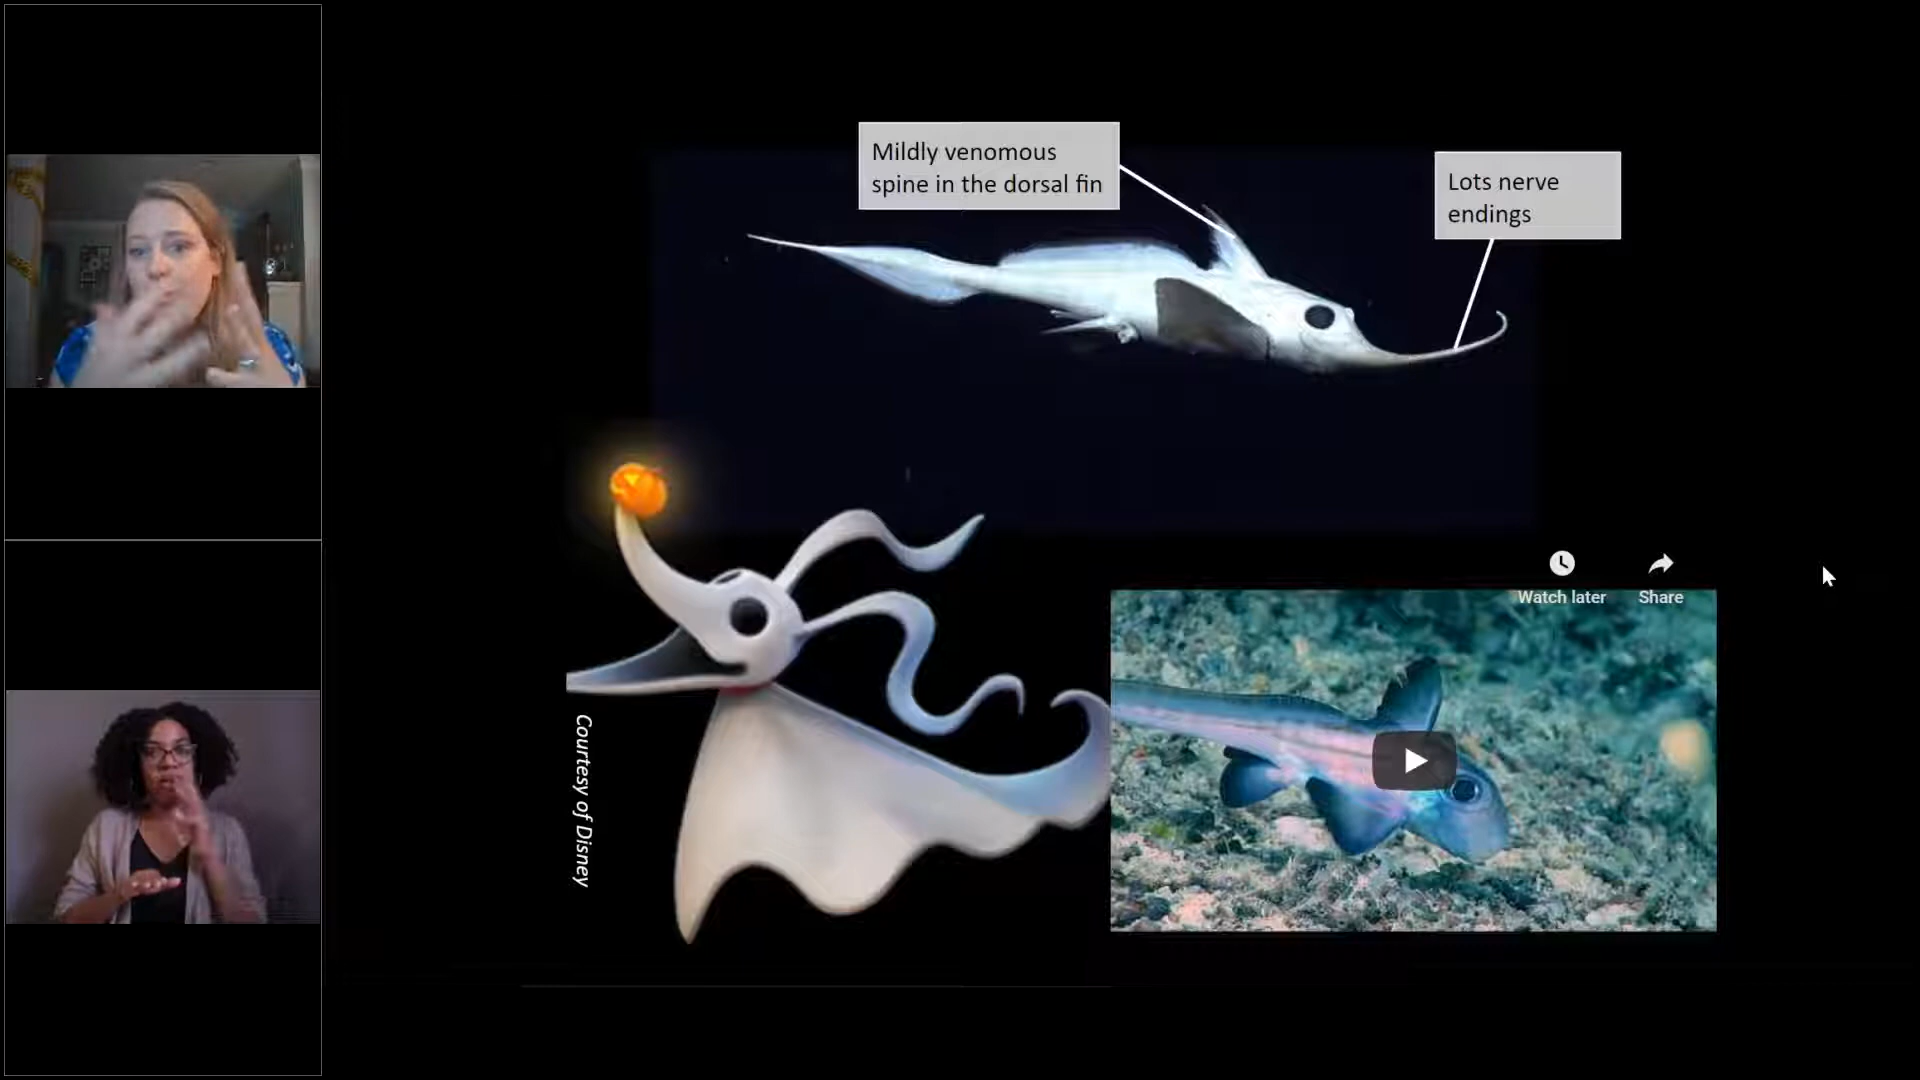 Mildly venomous
spine in the dorsal fin
Lots nerve
endings
Watch later
Share
Courtesy of Disney